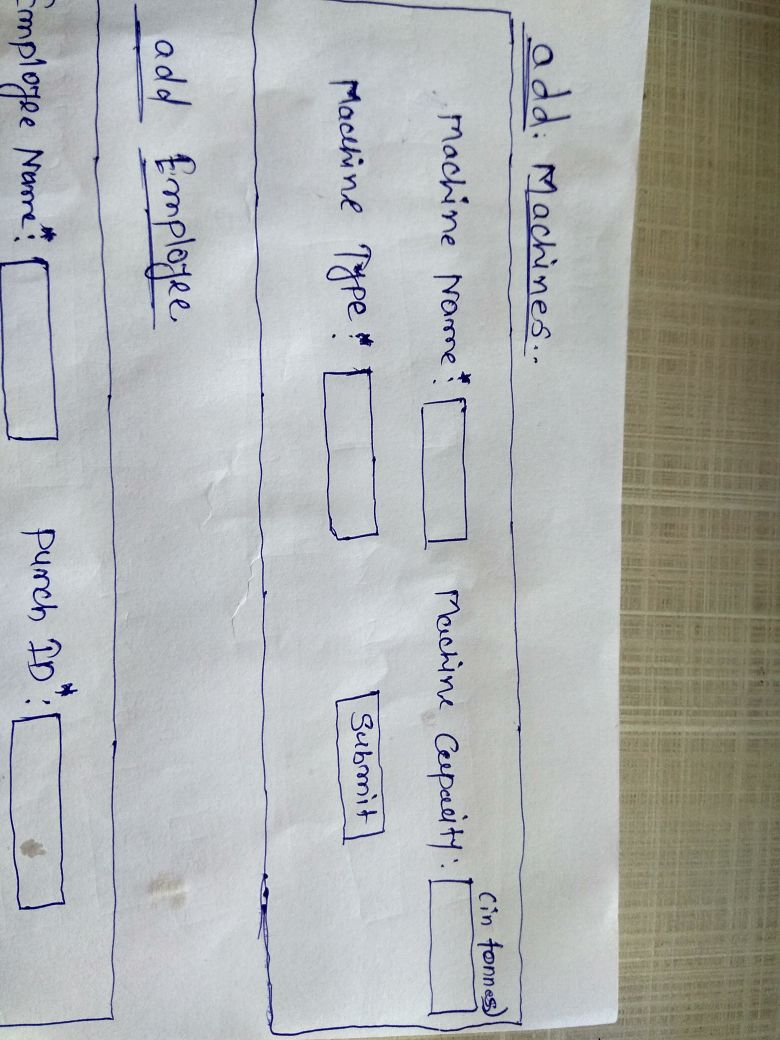 add: Machines..
(in tonnes)
Machine Name:* Machine Capacity:
Machine Type:* Submit
add Employee.
Employee Name:* Punch ID*: